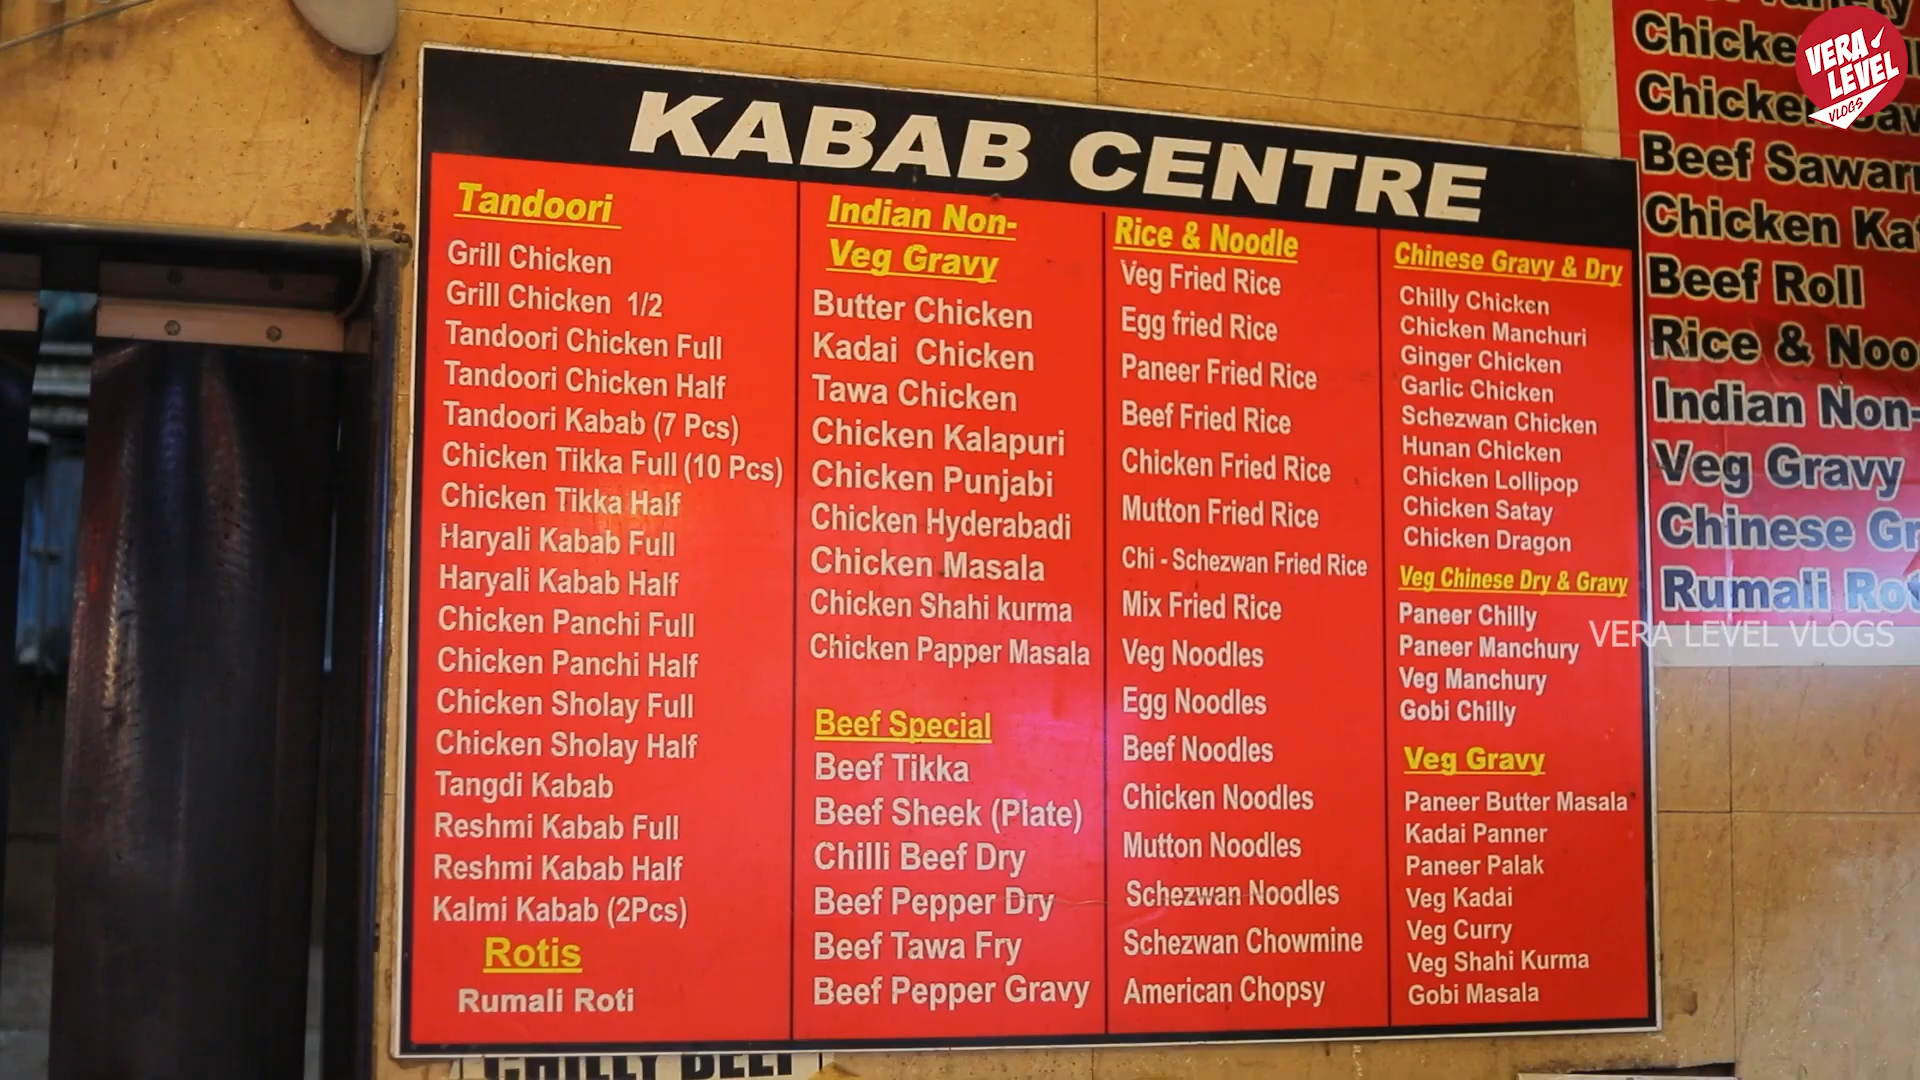 KABAB CENTRE
Tandoori
Grill Chicken
Grill Chicken 1/2
Tandoori Chicken Full
Tandoori Chicken Half
Tandoori Kabab (7 Pcs)
Chicken Tikka Full (10 Pcs)
Chicken Tikka Half
Haryali Kabab Full
Haryali Kabab Half
Chicken Panchi Full
Chicken Panchi Half
Chicken Sholay Full
Chicken Sholay Half
Tangdi Kabab
Reshmi Kabab Full
Reshmi Kabab Half
Kalmi Kabab (2Pcs)
Rotis
Rumali Roti
Indian Non-
Veg Gravy
Butter Chicken
Kadai Chicken
Tawa Chicken
Chicken Kalapuri
Chicken Punjabi
Chicken Hyderabadi
Chicken Masala
Chicken Shahi kurma
Chicken Papper Masala
Beef Special
Beef Tikka
Beef Sheek (Plate)
Chilli Beef Dry
Beef Pepper Dry
Beef Tawa Fry
Beef Pepper Gravy
Rice & Noodle
Veg Fried Rice
Egg fried Rice
Paneer Fried Rice
Beef Fried Rice
Chicken Fried Rice
Mutton Fried Rice
Chi - Schezwan Fried Rice
Mix Fried Rice
Veg Noodles
Egg Noodles
Beef Noodles
Chicken Noodles
Mutton Noodles
Schezwan Noodles
Schezwan Chowmine
American Chopsy
Chinese Gravy & Dry
Chilly Chicken
Chicken Manchuri
Ginger Chicken
Garlic Chicken
Schezwan Chicken
Hunan Chicken
Chicken Lollipop
Chicken Satay
Chicken Dragon
Veg Chinese Dry & Gravy
Paneer Chilly
Paneer Manchury
Veg Manchury
Gobi Chilly
Veg Gravy
Paneer Butter Masala
Kadai Panner
Paneer Palak
Veg Kadai
Veg Curry
Veg Shahi Kurma
Gobi Masala
Beef
Chicken
Beef Roll
Rice &
Indian Non-
Veg Gravy
Chinese
Rumali
VERA LEVEL VLOGS
VERA
LEVEL
VLOGS
CHILLY BEEF